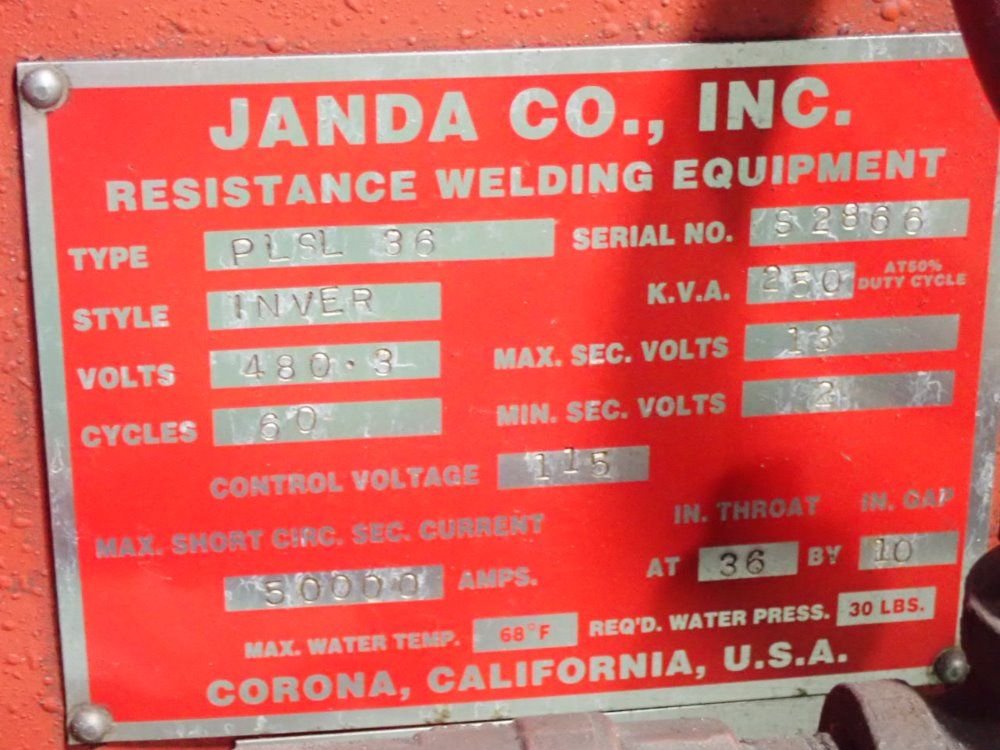 JANDA CO., INC.
RESISTANCE WELDING EQUIPMENT
TYPE PLSL 36 SERIAL NO. S2866
STYLE INVER K.V.A. 250 AT 50% DUTY CYCLE
VOLTS 480·3 MAX. SEC. VOLTS 13
CYCLES 60 MIN. SEC. VOLTS 2
CONTROL VOLTAGE 115
MAX. SHORT CIRC. SEC. CURRENT IN. THROAT IN. GAP
50000 AMPS. AT 36 BY 10
MAX. WATER TEMP. 68°F REQ'D. WATER PRESS. 30 LBS.
CORONA, CALIFORNIA, U.S.A.